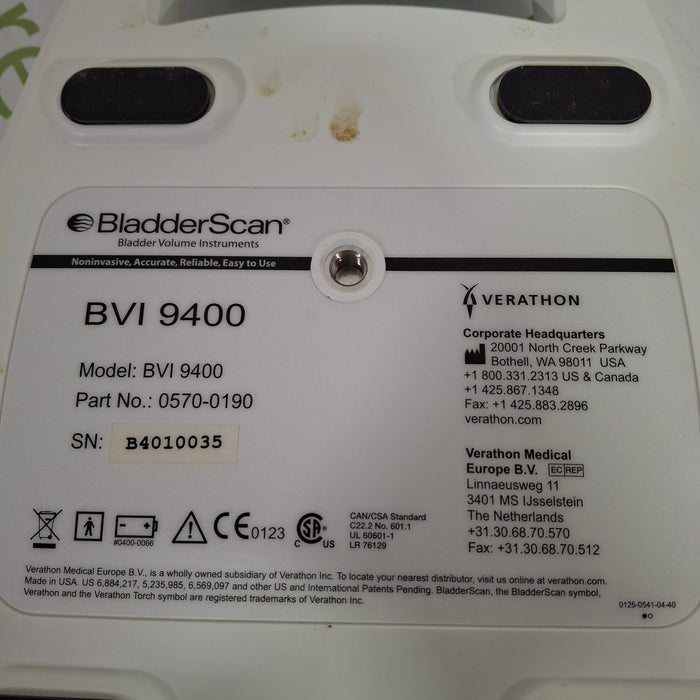 BladderScan®
Bladder Volume Instruments
Noninvasive, Accurate, Reliable, Easy to Use
BVI 9400
Model: BVI 9400
Part No.: 0570-0190
SN: B4010035
#0400-0066
CE 0123
CSA
C US
CAN/CSA Standard
C22.2 No. 601.1
UL 60601-1
LR 76129
VERATHON
Corporate Headquarters
20001 North Creek Parkway
Bothell, WA 98011 USA
+1 800.331.2313 US & Canada
+1 425.867.1348
Fax: +1 425.883.2896
verathon.com
Verathon Medical
Europe B.V. EC REP
Linnaeusweg 11
3401 MS IJsselstein
The Netherlands
+31.30.68.70.570
Fax: +31.30.68.70.512
Verathon Medical Europe B.V., is a wholly owned subsidiary of Verathon Inc. To locate your nearest distributor, visit us online at verathon.com.
Made in USA. US 6,884,217, 5,235,985, 6,569,097 and other US and International Patents Pending. BladderScan, the BladderScan symbol,
Verathon and the Verathon Torch symbol are registered trademarks of Verathon Inc.
0125-0541-04-40